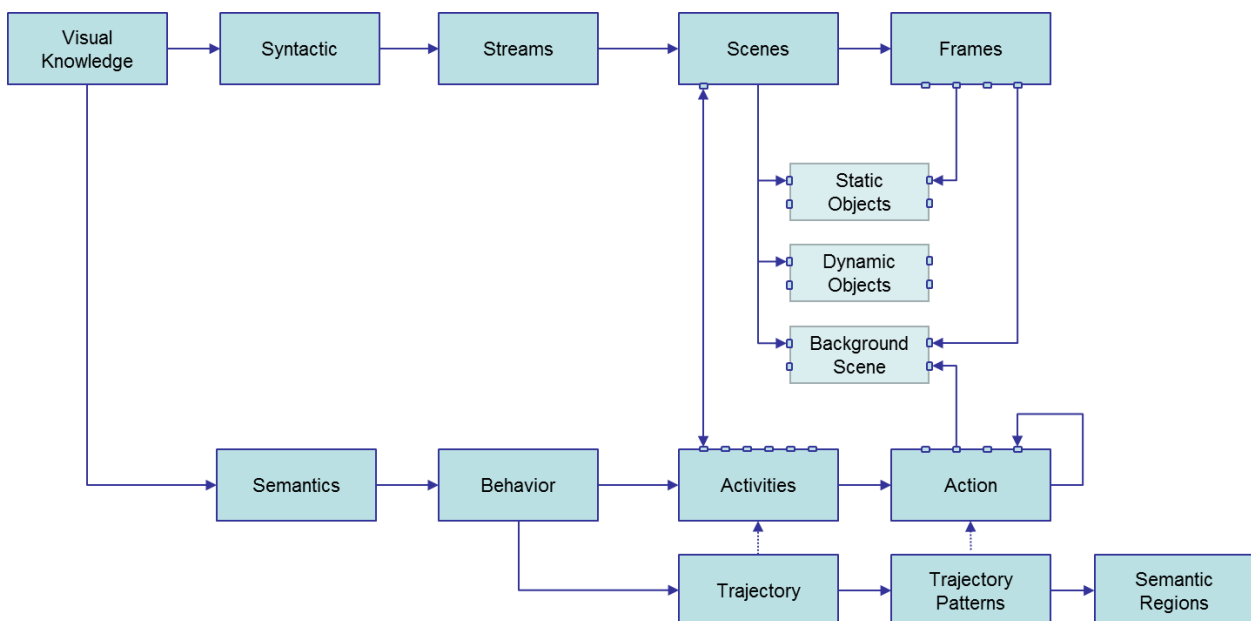 Visual
Knowledge
Syntactic
Streams
Scenes
Frames
Static
Objects
Dynamic
Objects
Background
Scene
Semantics
Behavior
Activities
Action
Trajectory
Trajectory
Patterns
Semantic
Regions